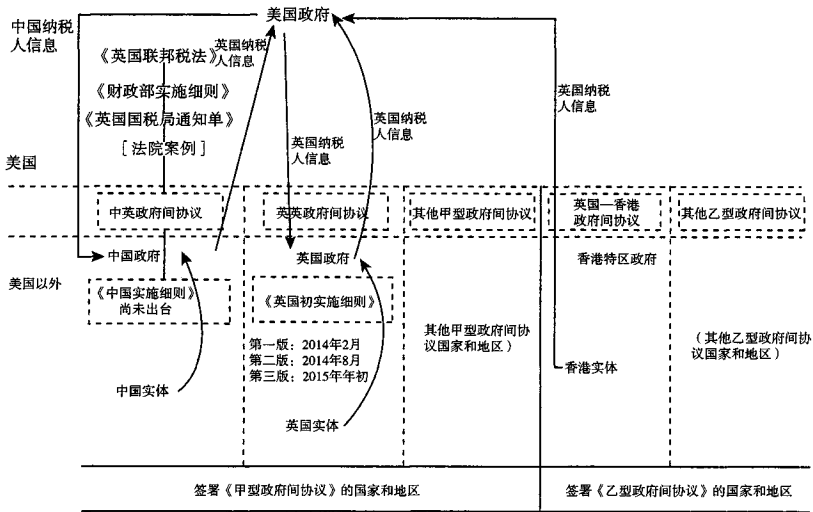 美国政府
中国纳税
人信息
《英国联邦税法》
英国纳税
人信息
《财政部实施细则》
《英国国税局通知单》
[法院案例]
英国纳税
人信息
英国纳税
人信息
英国纳税
人信息
美国
中英政府间协议
英英政府间协议
其他甲型政府间协议
英国—香港
政府间协议
其他乙型政府间协议
中国政府
英国政府
香港特区政府
美国以外
《中国实施细则》
尚未出台
《英国初实施细则》
第一版：2014年2月
第二版：2014年8月
第三版：2015年年初
其他甲型政府间协
议国家和地区）
（其他乙型政府间协
议国家和地区）
中国实体
英国实体
香港实体
签署《甲型政府间协议》的国家和地区
签署《乙型政府间协议》的国家和地区